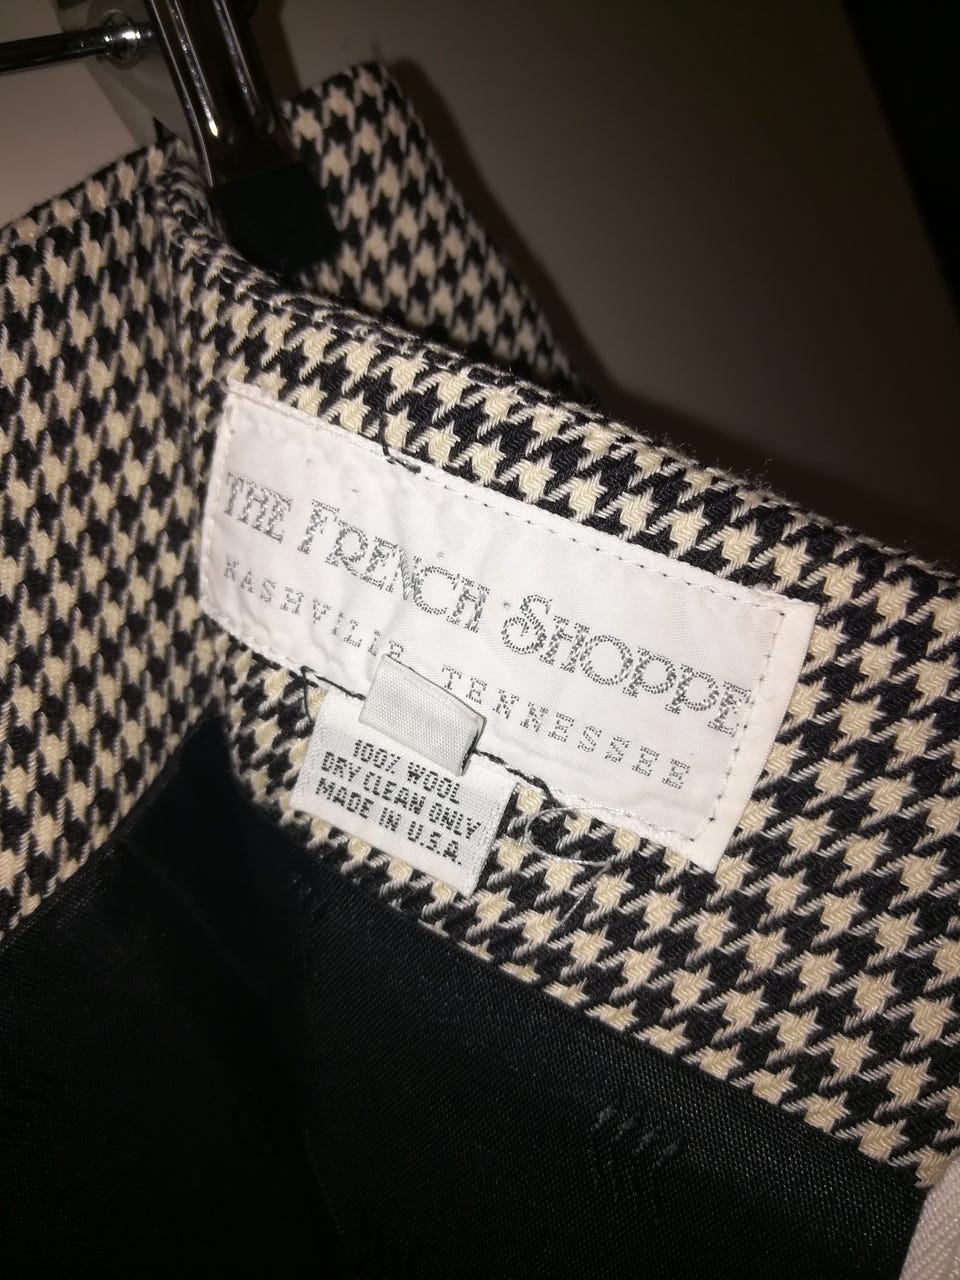 THE FRENCH SHOPPE
NASHVILLE, TENNESSEE
100% WOOL
DRY CLEAN ONLY
MADE IN U.S.A.